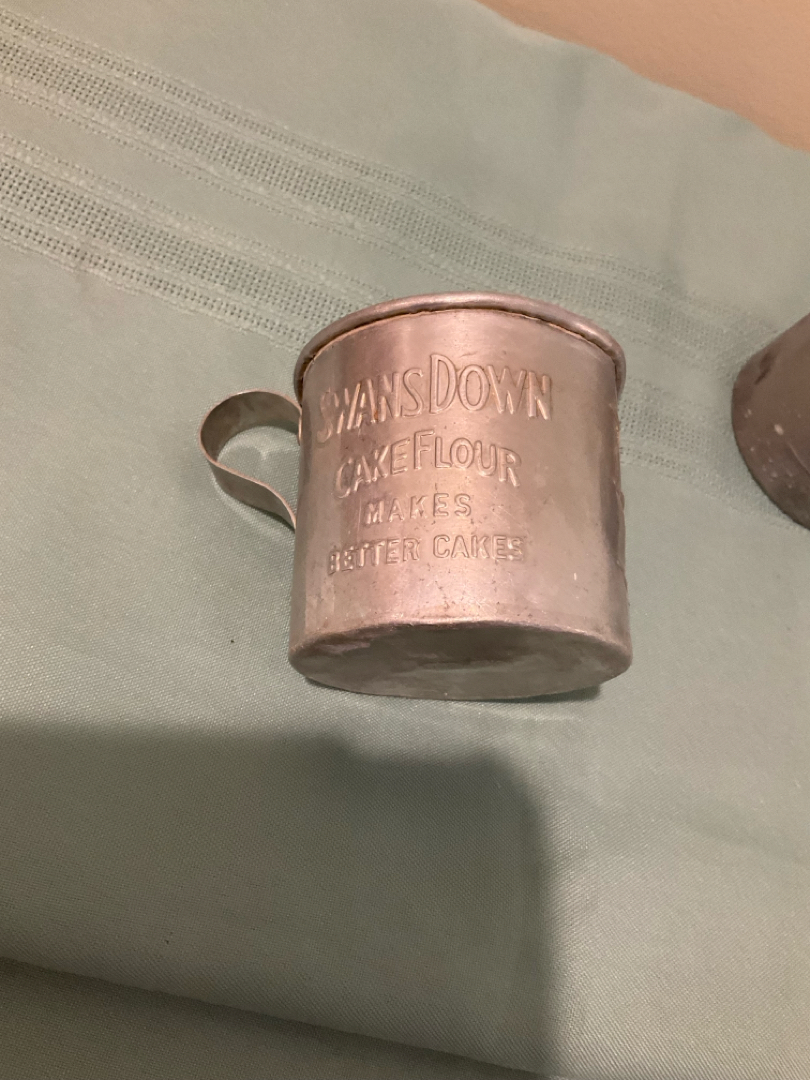 SWANS DOWN
CAKE FLOUR
MAKES
BETTER CAKES